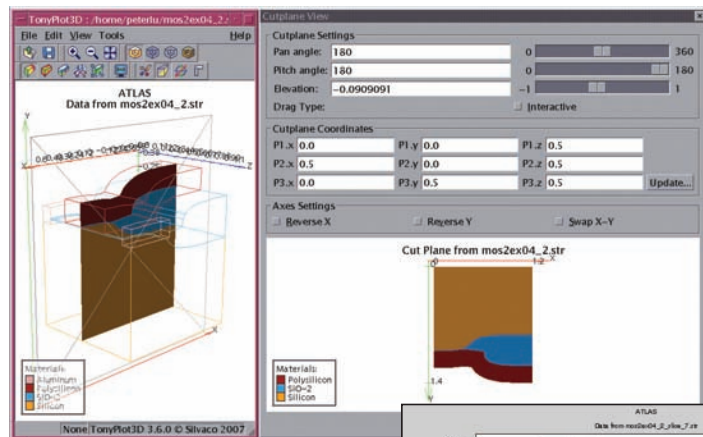 TonyPlot3D : /home/peterlu/mos2ex04_2.
File Edit View Tools Help
ATLAS
Data from mos2ex04_2.str
Y
X
Z
X
Materials:
Aluminum
Polysilicon
SiO~2
Silicon
None TonyPlot3D 3.6.0 © Silvaco 2007
Cutplane View
Cutplane Settings
Pan angle: 180 0 360
Pitch angle: 180 0 180
Elevation: -0.0909091 -1 1
Drag Type: Interactive
Cutplane Coordinates
P1.x 0.0 P1.y 0.0 P1.z 0.5
P2.x 0.5 P2.y 0.0 P2.z 0.5
P3.x 0.0 P3.y 0.5 P3.z 0.5 Update...
Axes Settings
Reverse X Reverse Y Swap X-Y
Cut Plane from mos2ex04_2.str
0 1.2 X
1.4
Y
Materials:
Polysilicon
SiO~2
Silicon
ATLAS
Data from mos2ex04_2_slice_7.str